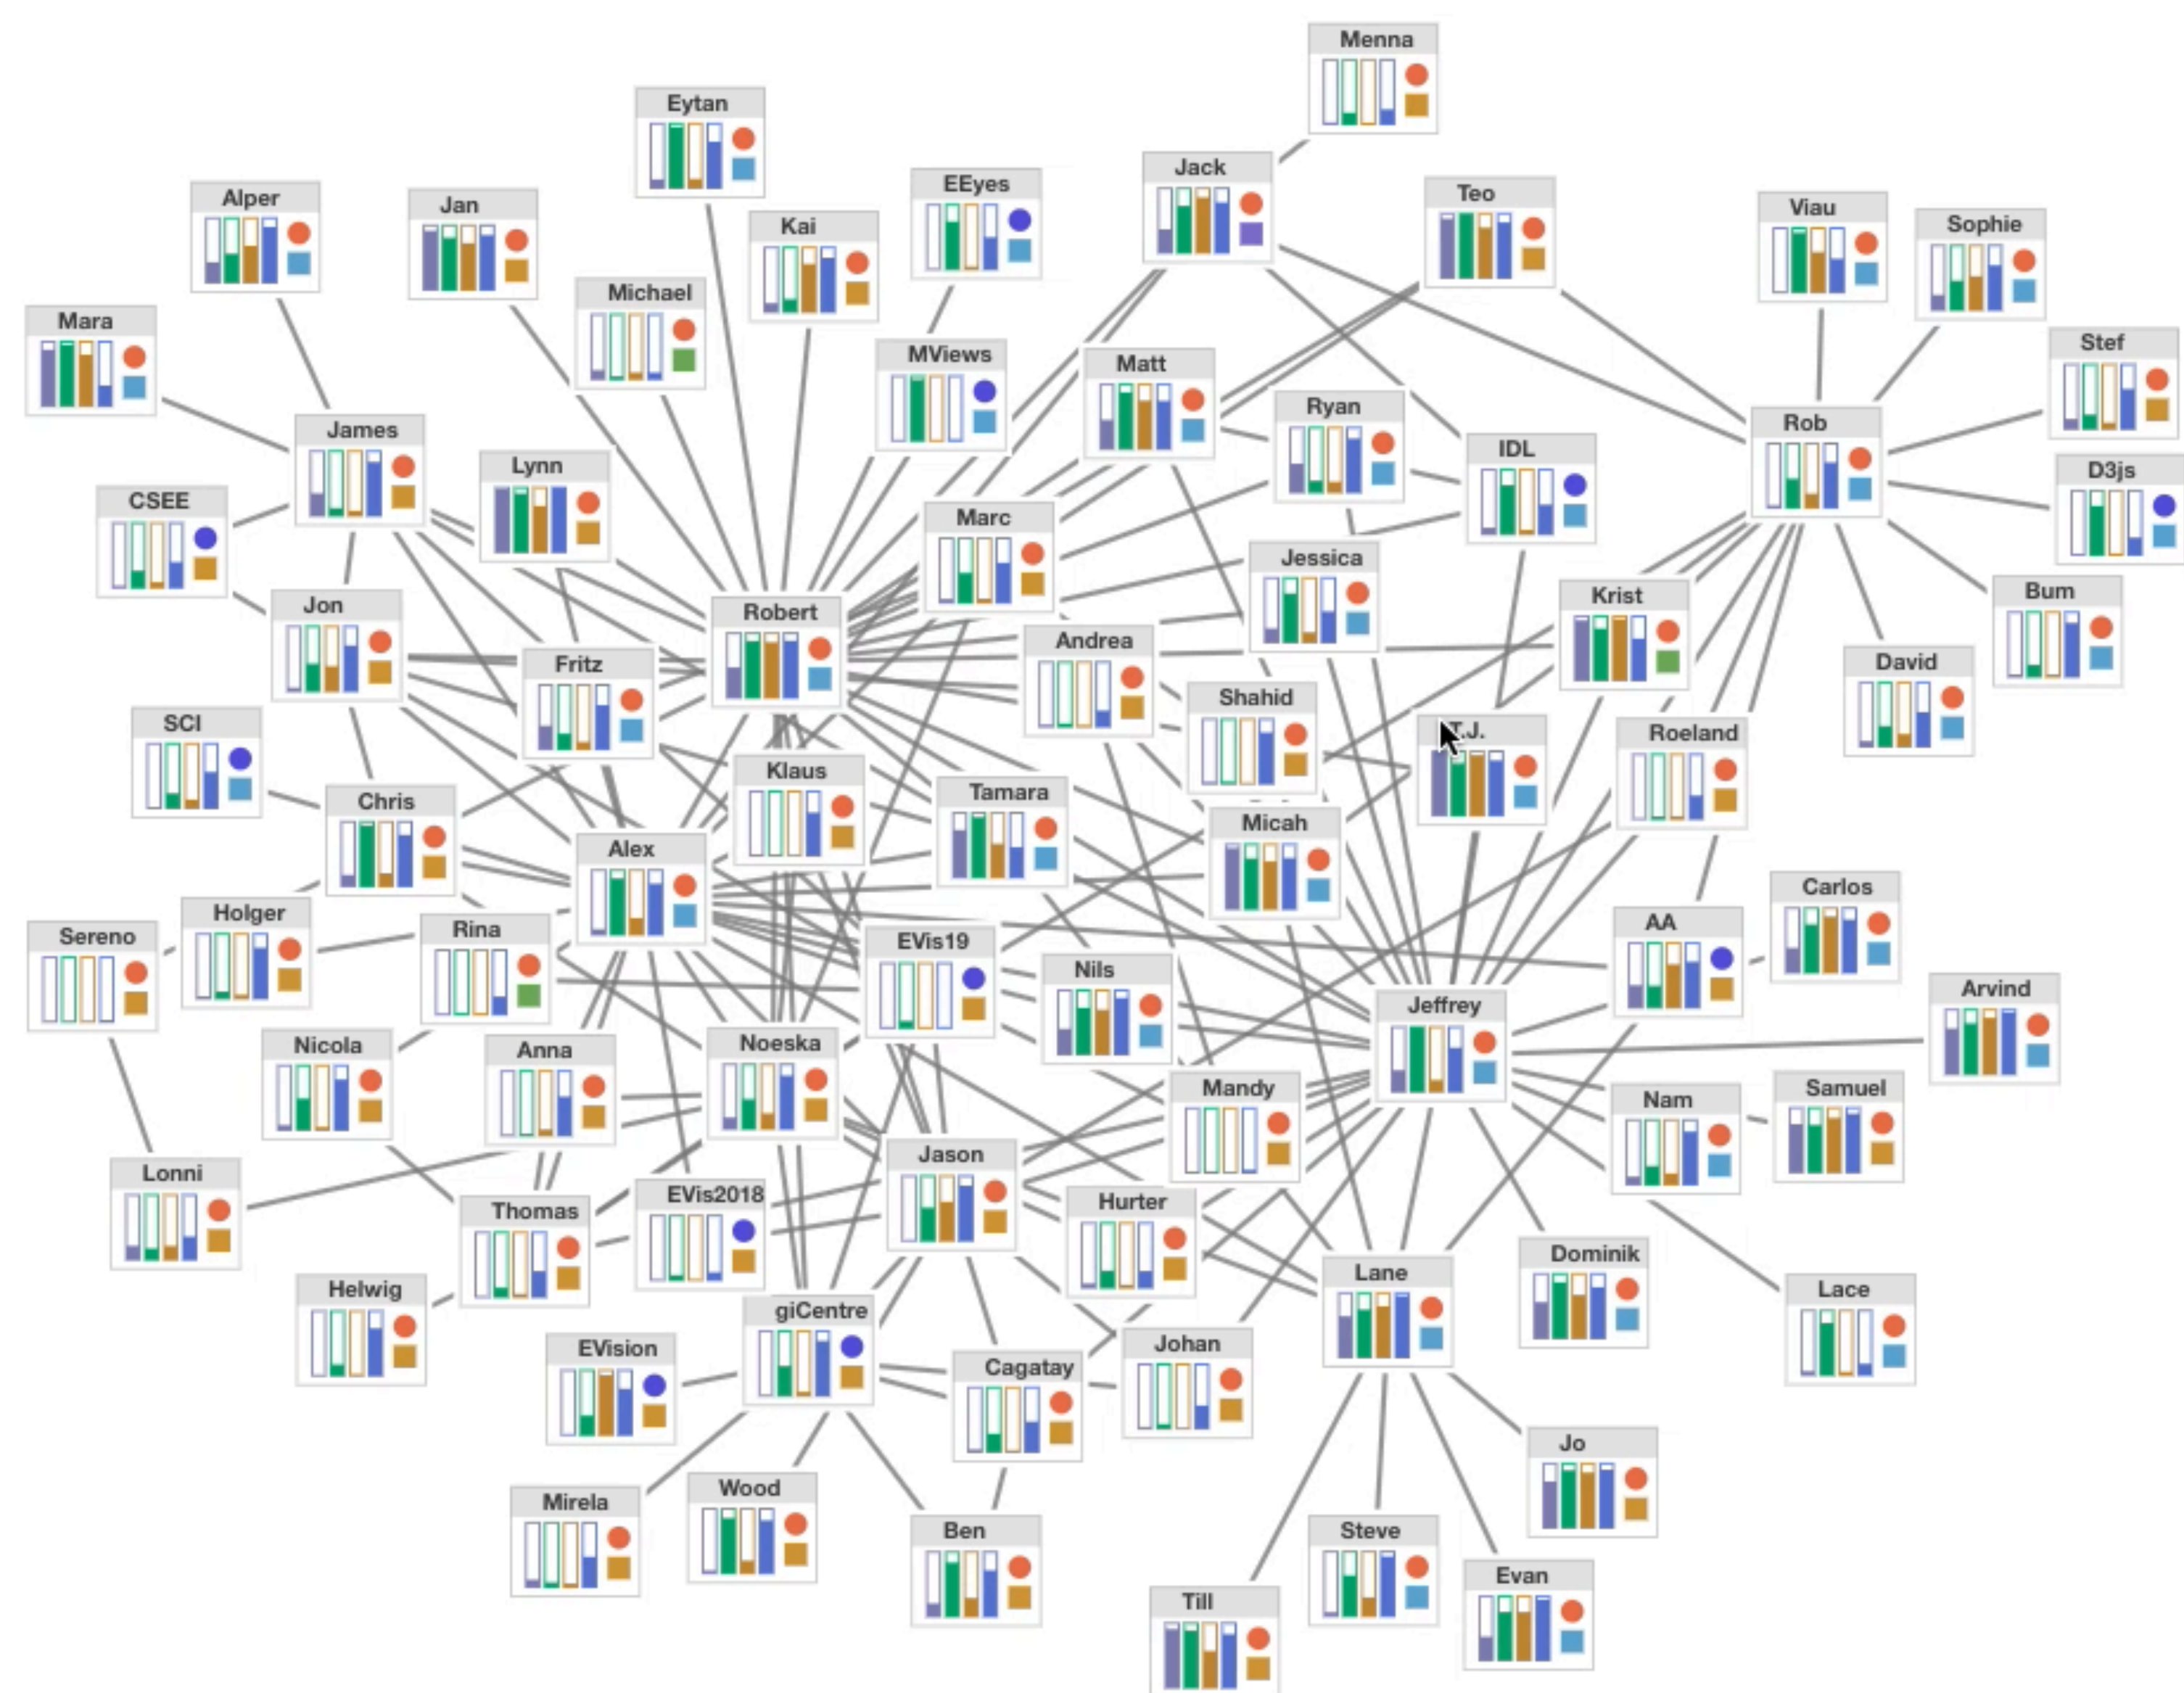 Menna
Eytan
Jack
EEyes
Teo
Alper
Jan
Viau
Sophie
Kai
Michael
Mara
Stef
MViews
Matt
Ryan
Rob
James
IDL
Lynn
D3js
CSEE
Marc
Jessica
Bum
Krist
Jon
Robert
Andrea
David
Fritz
Shahid
SCI
T.J.
Roeland
Klaus
Tamara
Chris
Micah
Alex
Carlos
Holger
AA
Rina
Sereno
EVis19
Nils
Arvind
Jeffrey
Nicola
Noeska
Anna
Mandy
Samuel
Nam
Jason
Lonni
EVis2018
Hurter
Thomas
Dominik
Lane
Helwig
Lace
giCentre
Johan
EVision
Cagatay
Jo
Wood
Mirela
Ben
Steve
Evan
Till